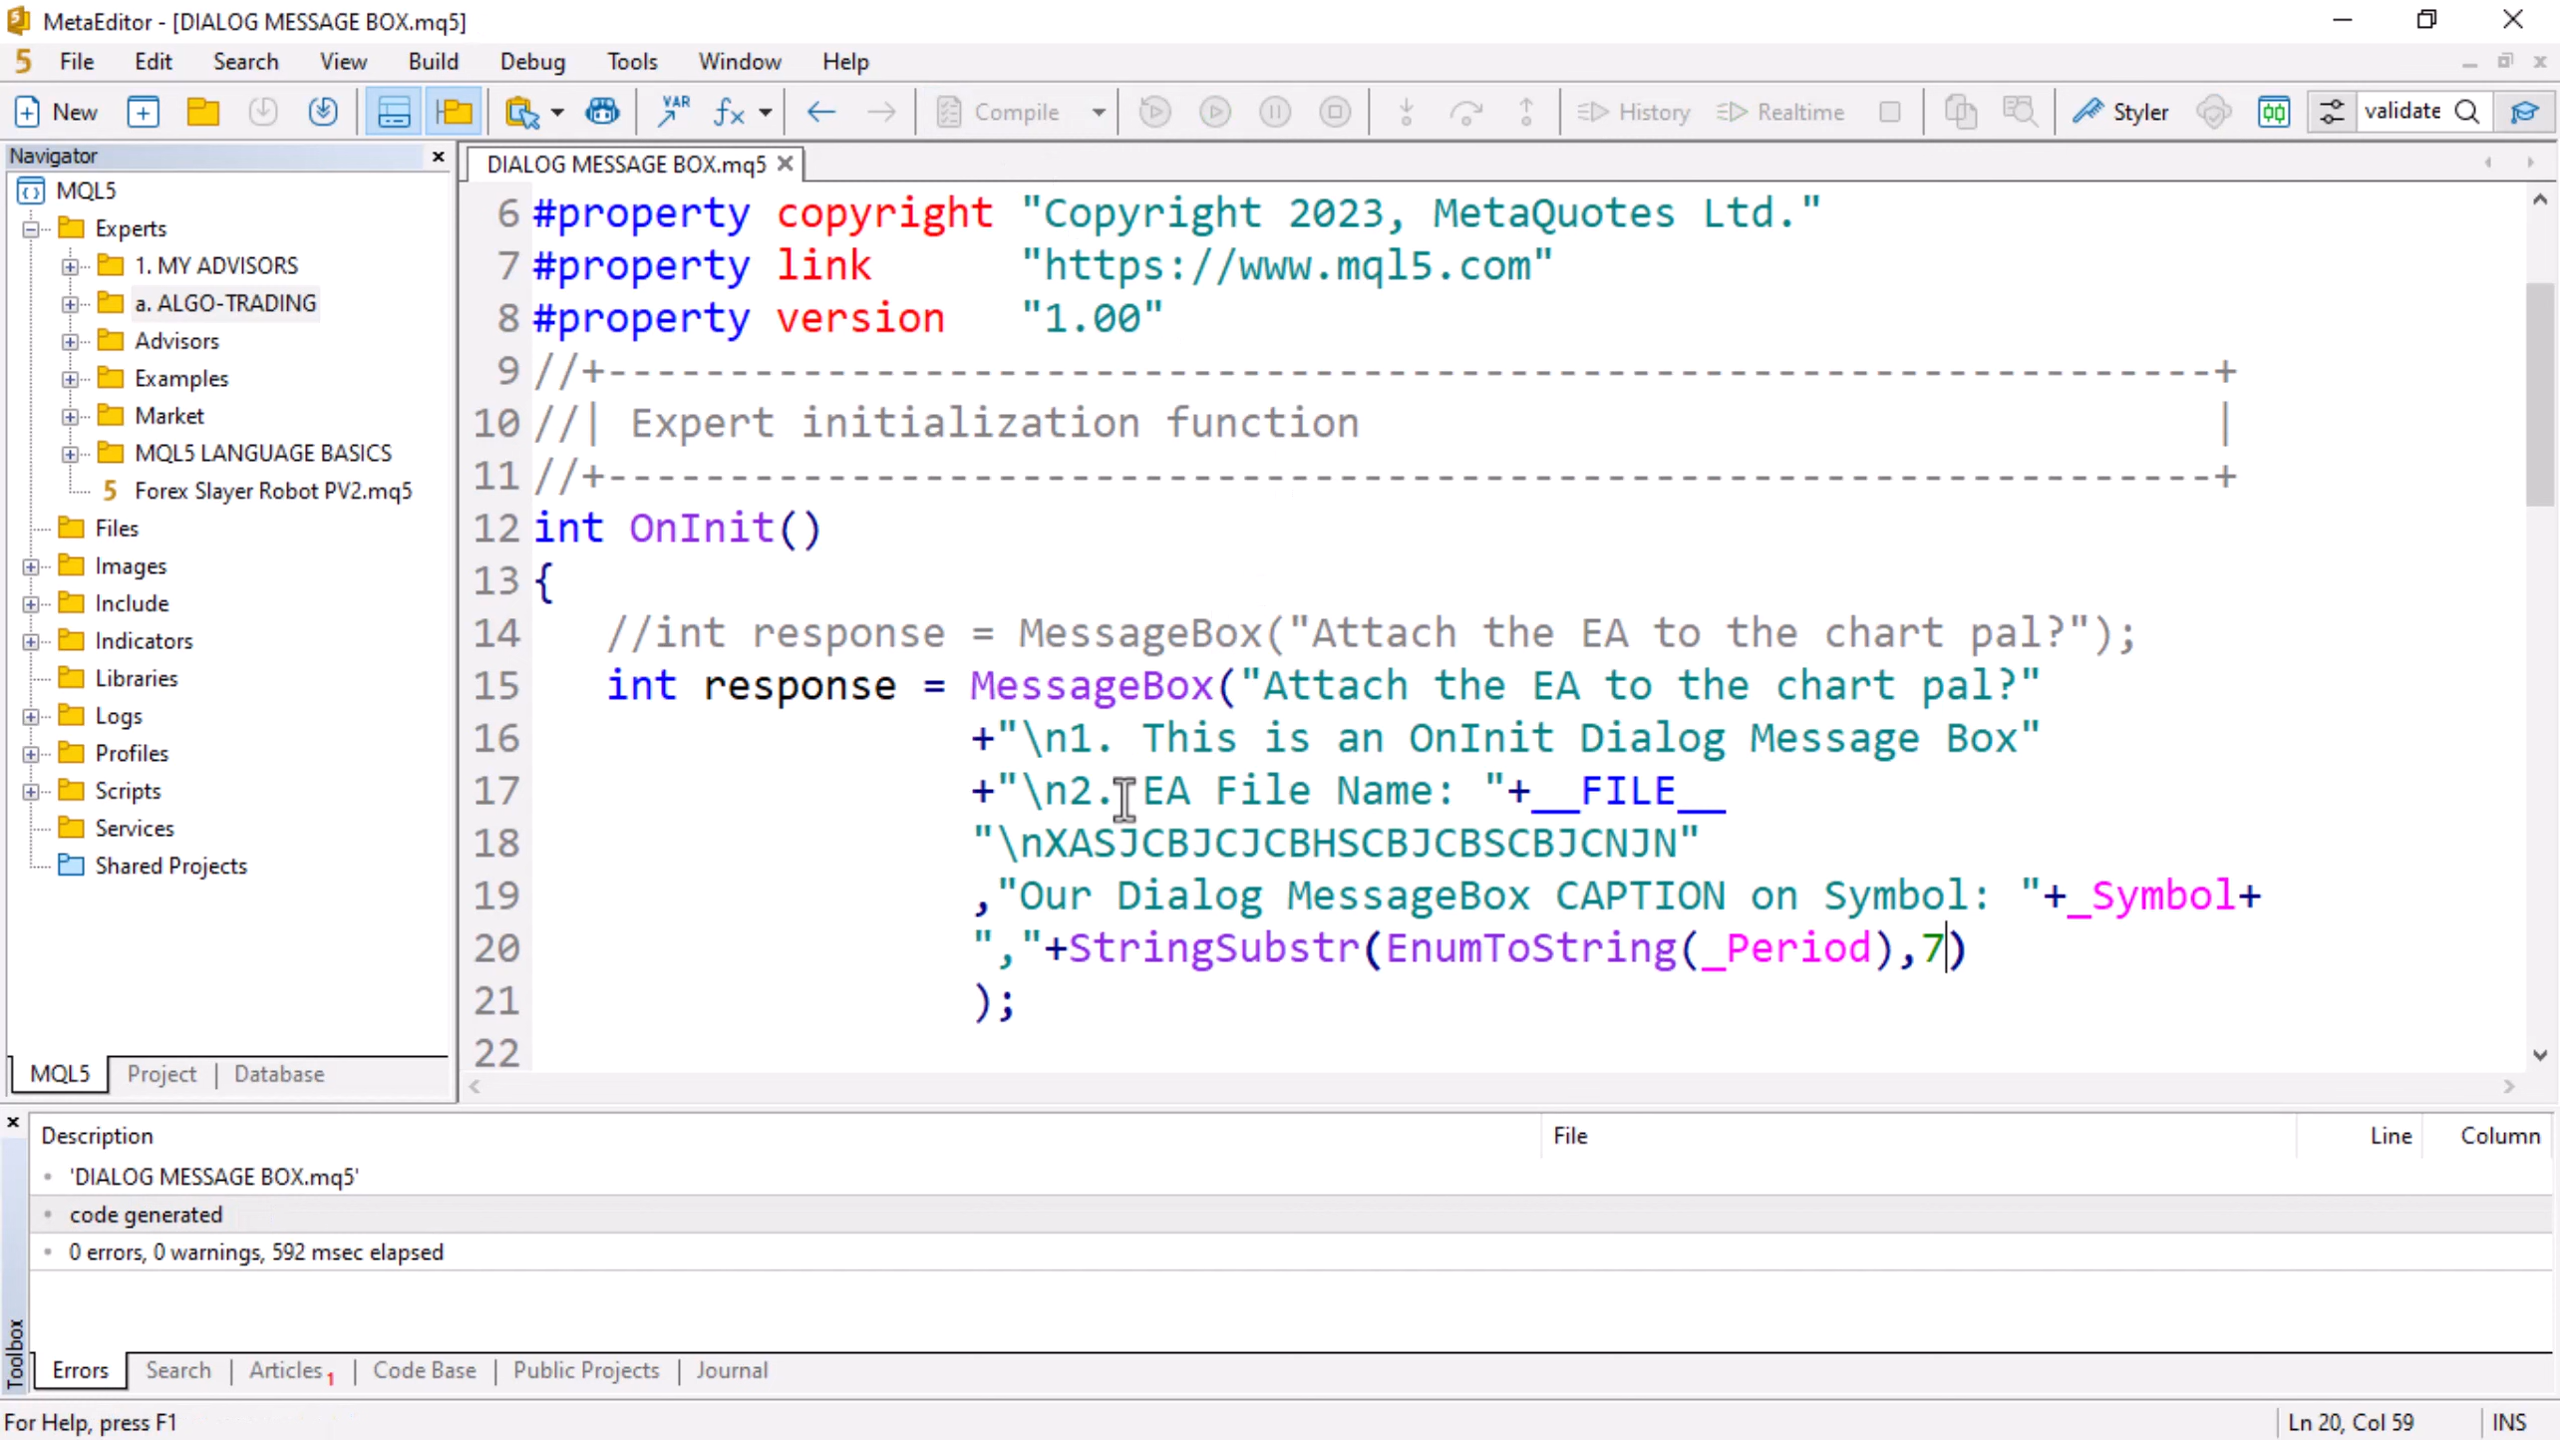 MetaEditor - [DIALOG MESSAGE BOX.mq5]
5 File Edit Search View Build Debug Tools Window Help
New VAR fx Compile History Realtime Styler validate
Navigator
MQL5
Experts
1. MY ADVISORS
a. ALGO-TRADING
Advisors
Examples
Market
MQL5 LANGUAGE BASICS
5 Forex Slayer Robot PV2.mq5
Files
Images
Include
Indicators
Libraries
Logs
Profiles
Scripts
Services
Shared Projects
MQL5 Project Database
DIALOG MESSAGE BOX.mq5
6 #property copyright "Copyright 2023, MetaQuotes Ltd."
7 #property link      "https://www.mql5.com"
8 #property version   "1.00"
9 //+------------------------------------------------------------------+
10 //| Expert initialization function                                   |
11 //+------------------------------------------------------------------+
12 int OnInit()
13 {
14    //int response = MessageBox("Attach the EA to the chart pal?");
15    int response = MessageBox("Attach the EA to the chart pal?"
16                   +"\n1. This is an OnInit Dialog Message Box"
17                   +"\n2. EA File Name: "+__FILE__
18                   "\nXASJCBJCJCBHSCBJCBSCBJCNJN"
19                   ,"Our Dialog MessageBox CAPTION on Symbol: "+_Symbol+
20                   ","+StringSubstr(EnumToString(_Period),7)
21                   );
22
Description File Line Column
'DIALOG MESSAGE BOX.mq5'
code generated
0 errors, 0 warnings, 592 msec elapsed
Toolbox
Errors Search Articles 1 Code Base Public Projects Journal
For Help, press F1 Ln 20, Col 59 INS